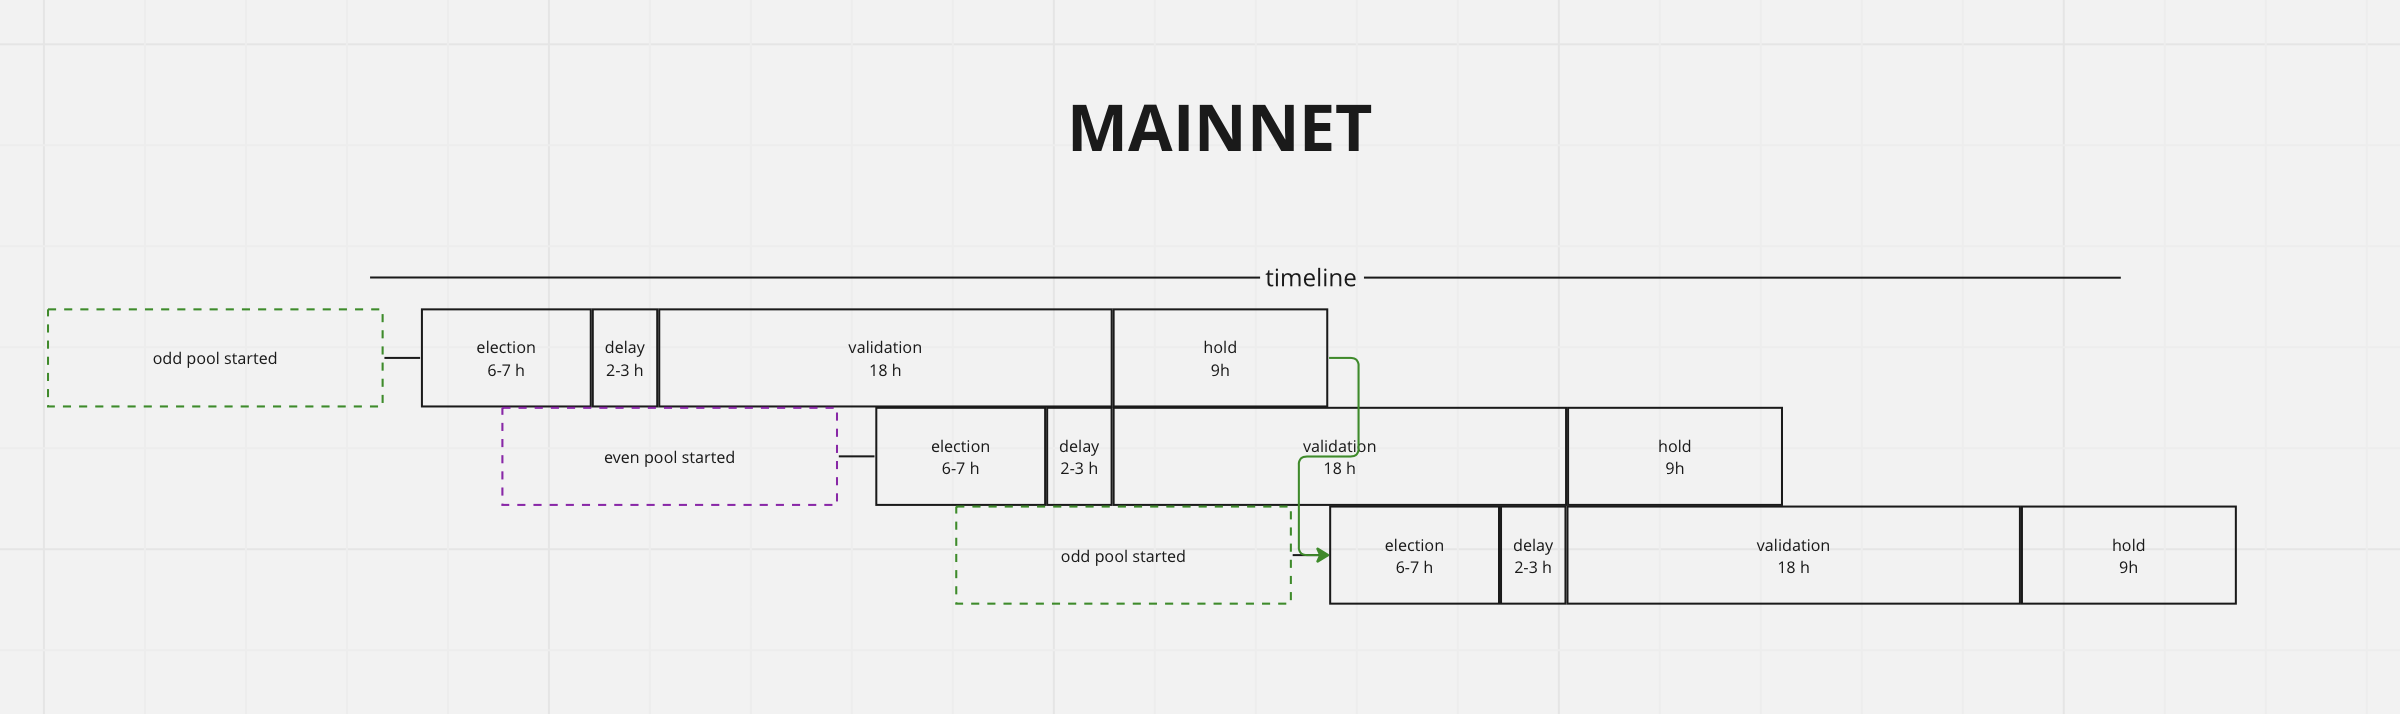 MAINNET
timeline
odd pool started
election
6-7 h
delay
2-3 h
validation
18 h
hold
9h
even pool started
election
6-7 h
delay
2-3 h
validation
18 h
hold
9h
odd pool started
election
6-7 h
delay
2-3 h
validation
18 h
hold
9h